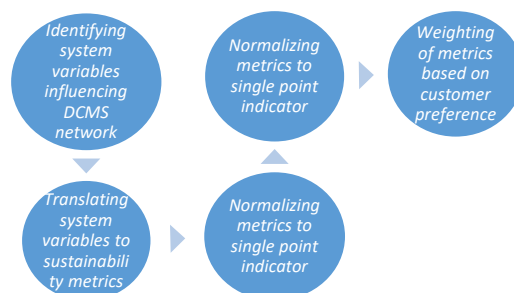 Identifying
system
variables
influencing
DCMS
network
Translating
system
variables to
sustainabili
ty metrics
Normalizing
metrics to
single point
indicator
Normalizing
metrics to
single point
indicator
Weighting
of metrics
based on
customer
preference